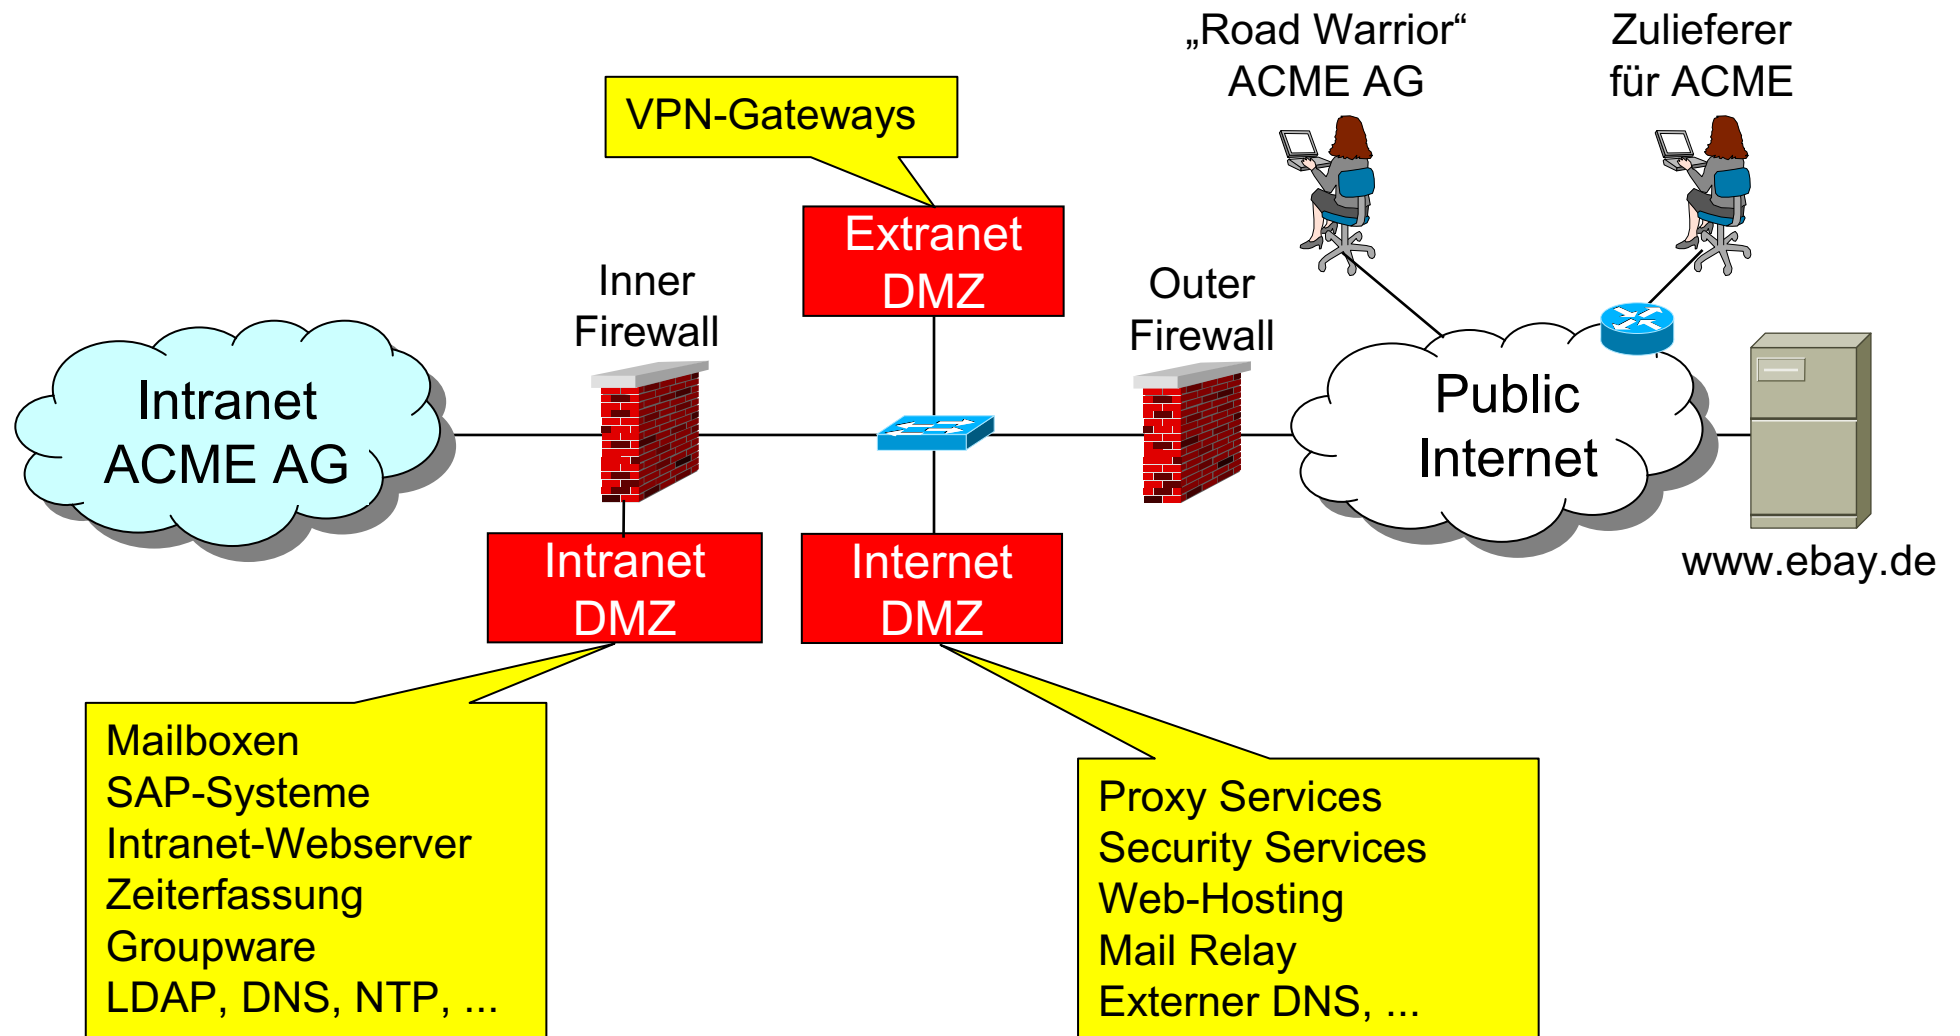 „Road Warrior“
ACME AG
Zulieferer
für ACME
VPN-Gateways
Extranet
DMZ
Inner
Firewall
Outer
Firewall
Intranet
ACME AG
Public
Internet
www.ebay.de
Intranet
DMZ
Internet
DMZ
Mailboxen
SAP-Systeme
Intranet-Webserver
Zeiterfassung
Groupware
LDAP, DNS, NTP, ...
Proxy Services
Security Services
Web-Hosting
Mail Relay
Externer DNS, ...